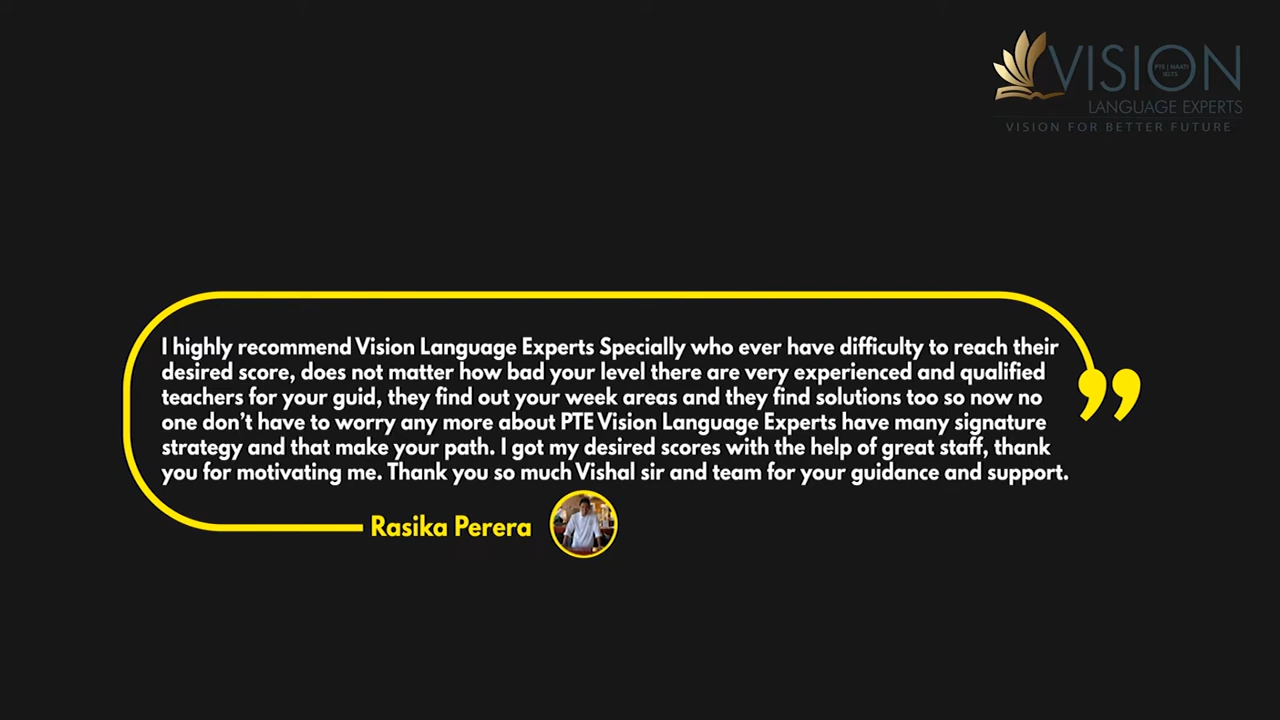 VISION
PTE | NAATI
IELTS
LANGUAGE EXPERTS
VISION FOR BETTER FUTURE
I highly recommend Vision Language Experts Specially who ever have difficulty to reach their
desired score, does not matter how bad your level there are very experienced and qualified
teachers for your guid, they find out your week areas and they find solutions too so now no
one don't have to worry any more about PTE Vision Language Experts have many signature
strategy and that make your path. I got my desired scores with the help of great staff, thank
you for motivating me. Thank you so much Vishal sir and team for your guidance and support.
Rasika Perera